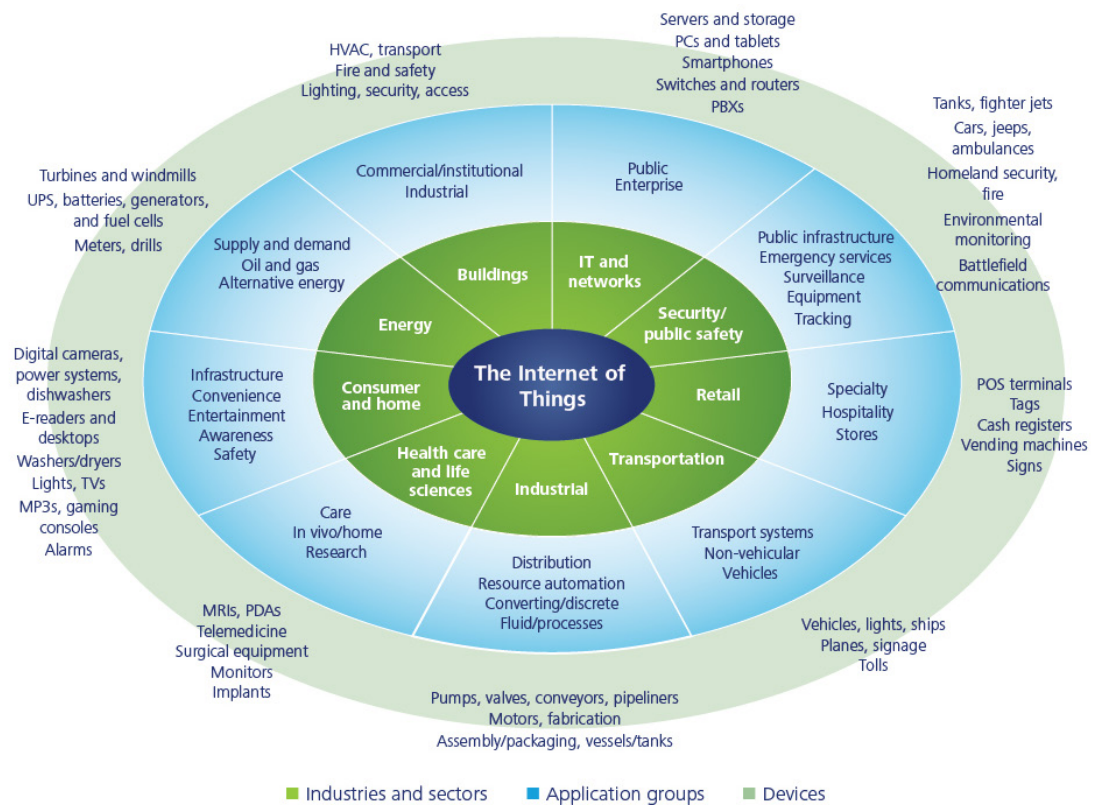 Servers and storage
PCs and tablets
Smartphones
Switches and routers
PBXs
HVAC, transport
Fire and safety
Lighting, security, access
Tanks, fighter jets
Cars, jeeps,
ambulances
Homeland security,
fire
Environmental
monitoring
Battlefield
communications
Turbines and windmills
UPS, batteries, generators,
and fuel cells
Meters, drills
Commercial/institutional
Industrial
Public
Enterprise
Supply and demand
Oil and gas
Alternative energy
Public infrastructure
Emergency services
Surveillance
Equipment
Tracking
Buildings
IT and
networks
Energy
Security/
public safety
Digital cameras,
power systems,
dishwashers
E-readers and
desktops
Washers/dryers
Lights, TVs
MP3s, gaming
consoles
Alarms
Infrastructure
Convenience
Entertainment
Awareness
Safety
Consumer
and home
The Internet of
Things
Retail
Specialty
Hospitality
Stores
POS terminals
Tags
Cash registers
Vending machines
Signs
Health care
and life
sciences
Industrial
Transportation
Care
In vivo/home
Research
Distribution
Resource automation
Converting/discrete
Fluid/processes
Transport systems
Non-vehicular
Vehicles
MRIs, PDAs
Telemedicine
Surgical equipment
Monitors
Implants
Vehicles, lights, ships
Planes, signage
Tolls
Pumps, valves, conveyors, pipeliners
Motors, fabrication
Assembly/packaging, vessels/tanks
Industries and sectors
Application groups
Devices